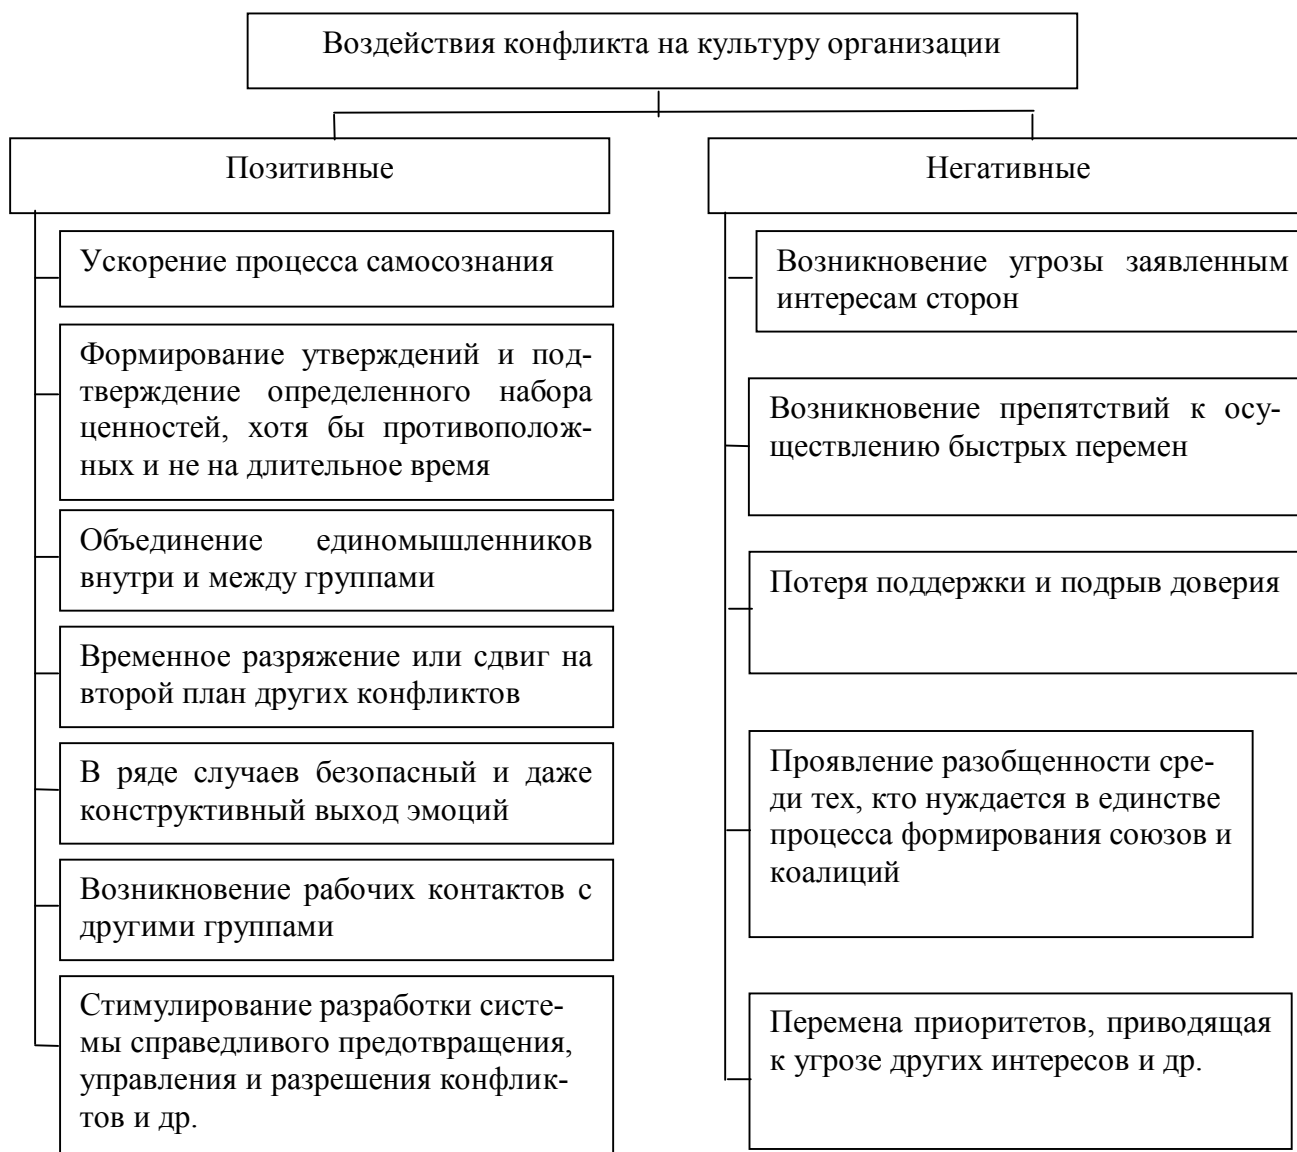 Воздействия конфликта на культуру организации
Позитивные
Ускорение процесса самосознания
Формирование утверждений и под-
тверждение определенного набора
ценностей, хотя бы противополож-
ных и не на длительное время
Объединение единомышленников
внутри и между группами
Временное разряжение или сдвиг на
второй план других конфликтов
В ряде случаев безопасный и даже
конструктивный выход эмоций
Возникновение рабочих контактов с
другими группами
Стимулирование разработки систе-
мы справедливого предотвращения,
управления и разрешения конфлик-
тов и др.
Негативные
Возникновение угрозы заявленным
интересам сторон
Возникновение препятствий к осу-
ществлению быстрых перемен
Потеря поддержки и подрыв доверия
Проявление разобщенности сре-
ди тех, кто нуждается в единстве
процесса формирования союзов и
коалиций
Перемена приоритетов, приводящая
к угрозе других интересов и др.